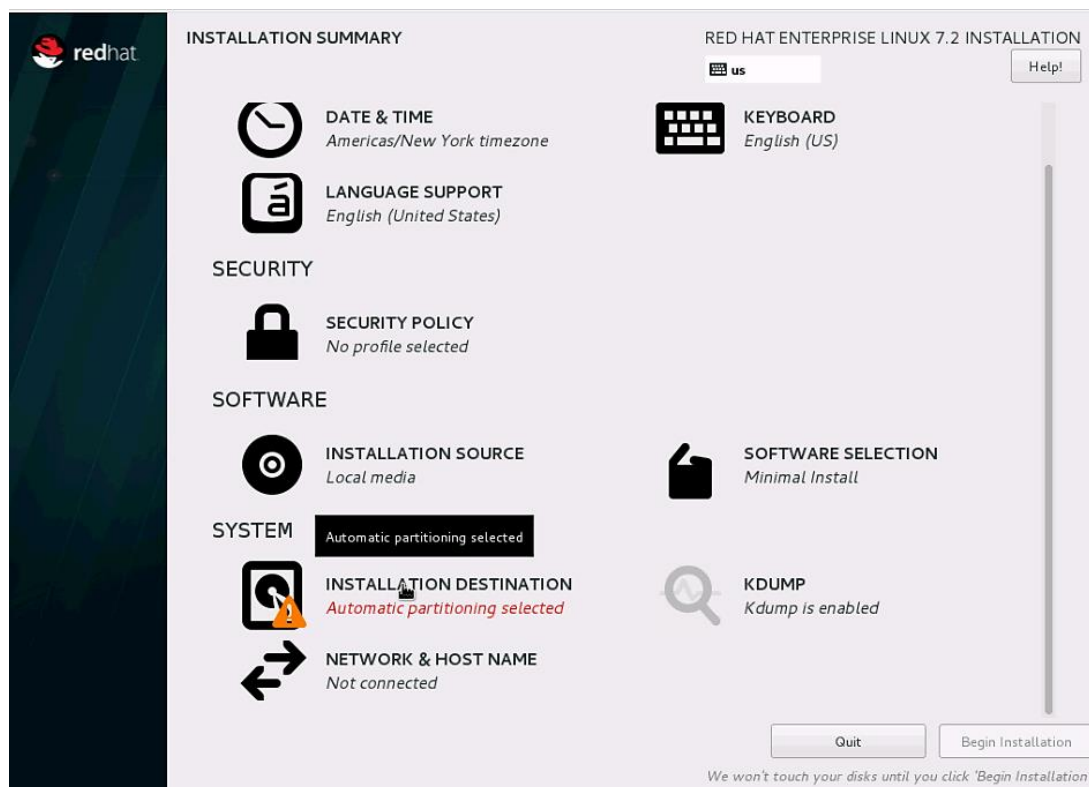 redhat.
INSTALLATION SUMMARY
RED HAT ENTERPRISE LINUX 7.2 INSTALLATION
us
Help!
DATE & TIME
Americas/New York timezone
KEYBOARD
English (US)
á
LANGUAGE SUPPORT
English (United States)
SECURITY
SECURITY POLICY
No profile selected
SOFTWARE
INSTALLATION SOURCE
Local media
SOFTWARE SELECTION
Minimal Install
SYSTEM
Automatic partitioning selected
INSTALLATION DESTINATION
Automatic partitioning selected
KDUMP
Kdump is enabled
NETWORK & HOST NAME
Not connected
Quit
Begin Installation
We won't touch your disks until you click 'Begin Installation